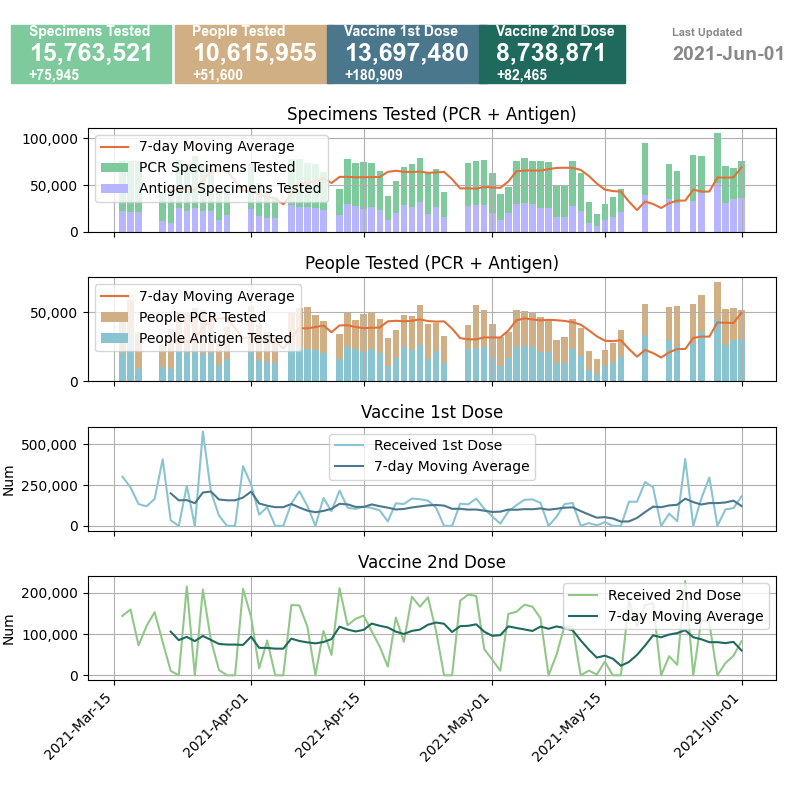 Specimens Tested
15,763,521
+75,945
People Tested
10,615,955
+51,600
Vaccine 1st Dose
13,697,480
+180,909
Vaccine 2nd Dose
8,738,871
+82,465
Last Updated
2021-Jun-01
Specimens Tested (PCR + Antigen)
100,000
50,000
0
7-day Moving Average
PCR Specimens Tested
Antigen Specimens Tested
People Tested (PCR + Antigen)
50,000
0
7-day Moving Average
People PCR Tested
People Antigen Tested
Vaccine 1st Dose
Num
500,000
250,000
0
Received 1st Dose
7-day Moving Average
Vaccine 2nd Dose
Num
200,000
100,000
0
Received 2nd Dose
7-day Moving Average
2021-Mar-15
2021-Apr-01
2021-Apr-15
2021-May-01
2021-May-15
2021-Jun-01